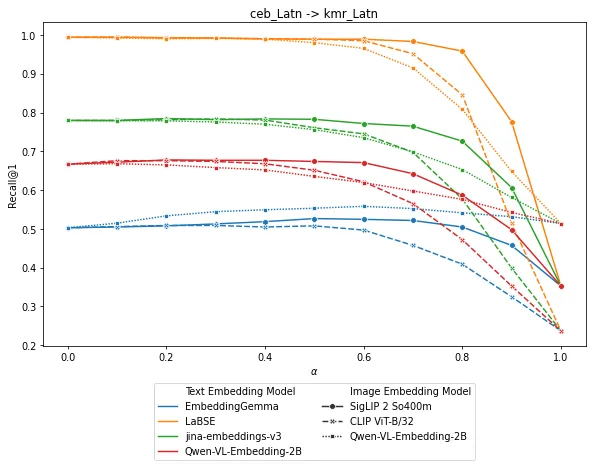 ceb_Latn -> kmr_Latn
Recall@1
1.0
0.9
0.8
0.7
0.6
0.5
0.4
0.3
0.2
0.0 0.2 0.4 0.6 0.8 1.0
α
Text Embedding Model Image Embedding Model
EmbeddingGemma SigLIP 2 So400m
LaBSE CLIP ViT-B/32
jina-embeddings-v3 Qwen-VL-Embedding-2B
Qwen-VL-Embedding-2B